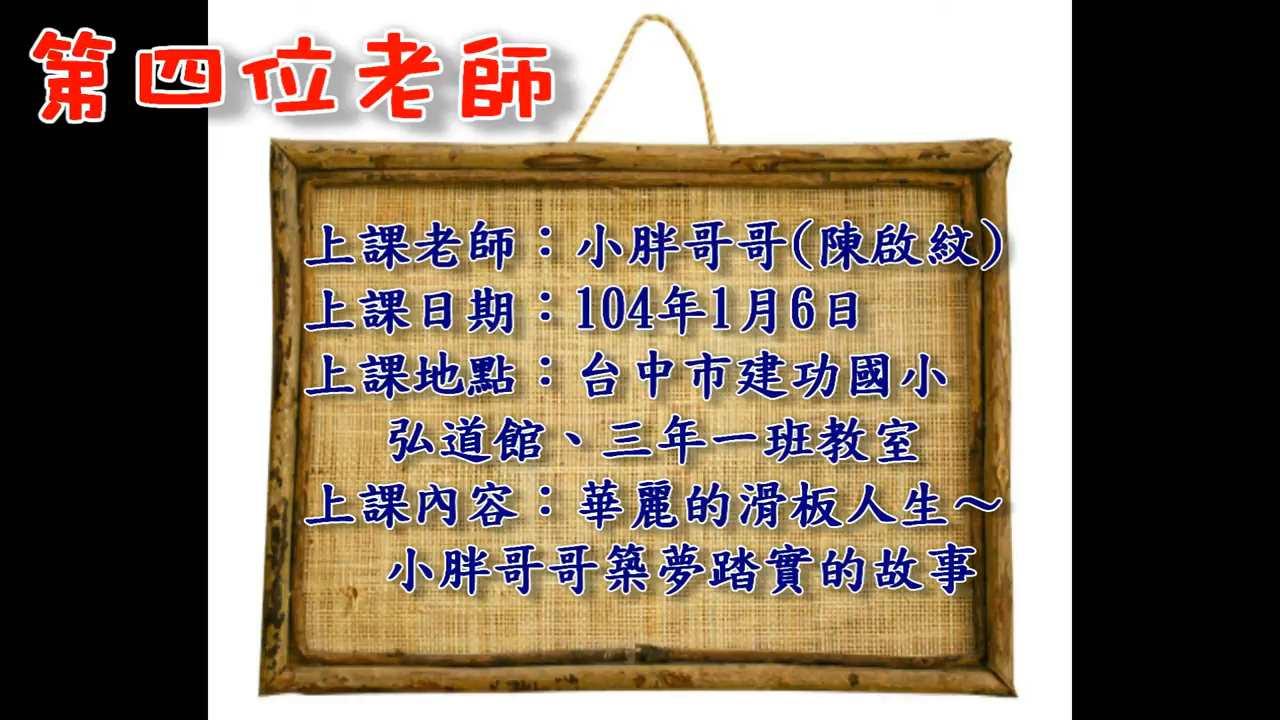 第四位老師
上課老師：小胖哥哥(陳啟紋)
上課日期：104年1月6日
上課地點：台中市建功國小
弘道館、三年一班教室
上課內容：華麗的滑板人生～
小胖哥哥築夢踏實的故事